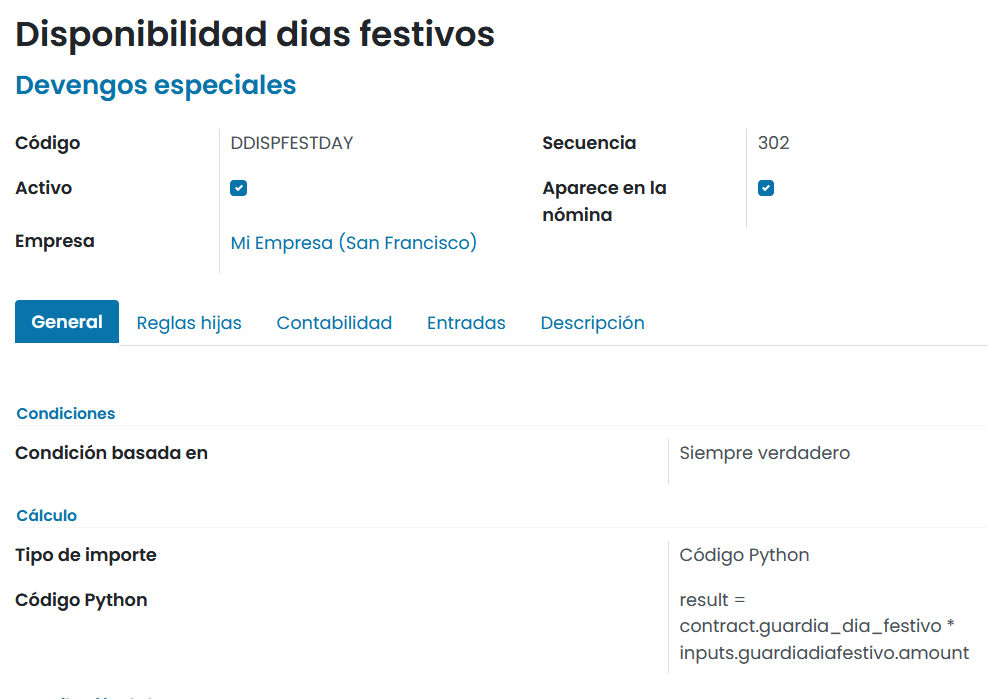 Disponibilidad dias festivos
Devengos especiales
Código DDISPFESTDAY Secuencia 302
Activo Aparece en la
nómina
Empresa Mi Empresa (San Francisco)
General Reglas hijas Contabilidad Entradas Descripción
Condiciones
Condición basada en Siempre verdadero
Cálculo
Tipo de importe Código Python
Código Python result =
contract.guardia_dia_festivo *
inputs.guardiadiafestivo.amount